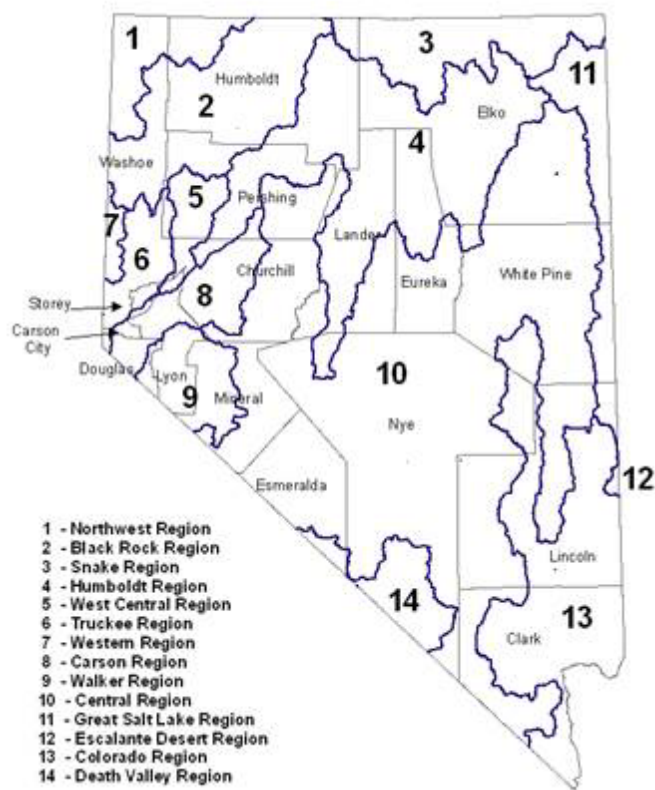 1
3
Humboldt
11
2
Elko
4
Washoe
5
Pershing
7
Lander
6
Churchill
White Pine
Storey
8
Eureka
Carson
City
Douglas
Lyon
10
9
Mineral
Nye
Esmeralda
12
Lincoln
14
13
Clark
1 - Northwest Region
2 - Black Rock Region
3 - Snake Region
4 - Humboldt Region
5 - West Central Region
6 - Truckee Region
7 - Western Region
8 - Carson Region
9 - Walker Region
10 - Central Region
11 - Great Salt Lake Region
12 - Escalante Desert Region
13 - Colorado Region
14 - Death Valley Region